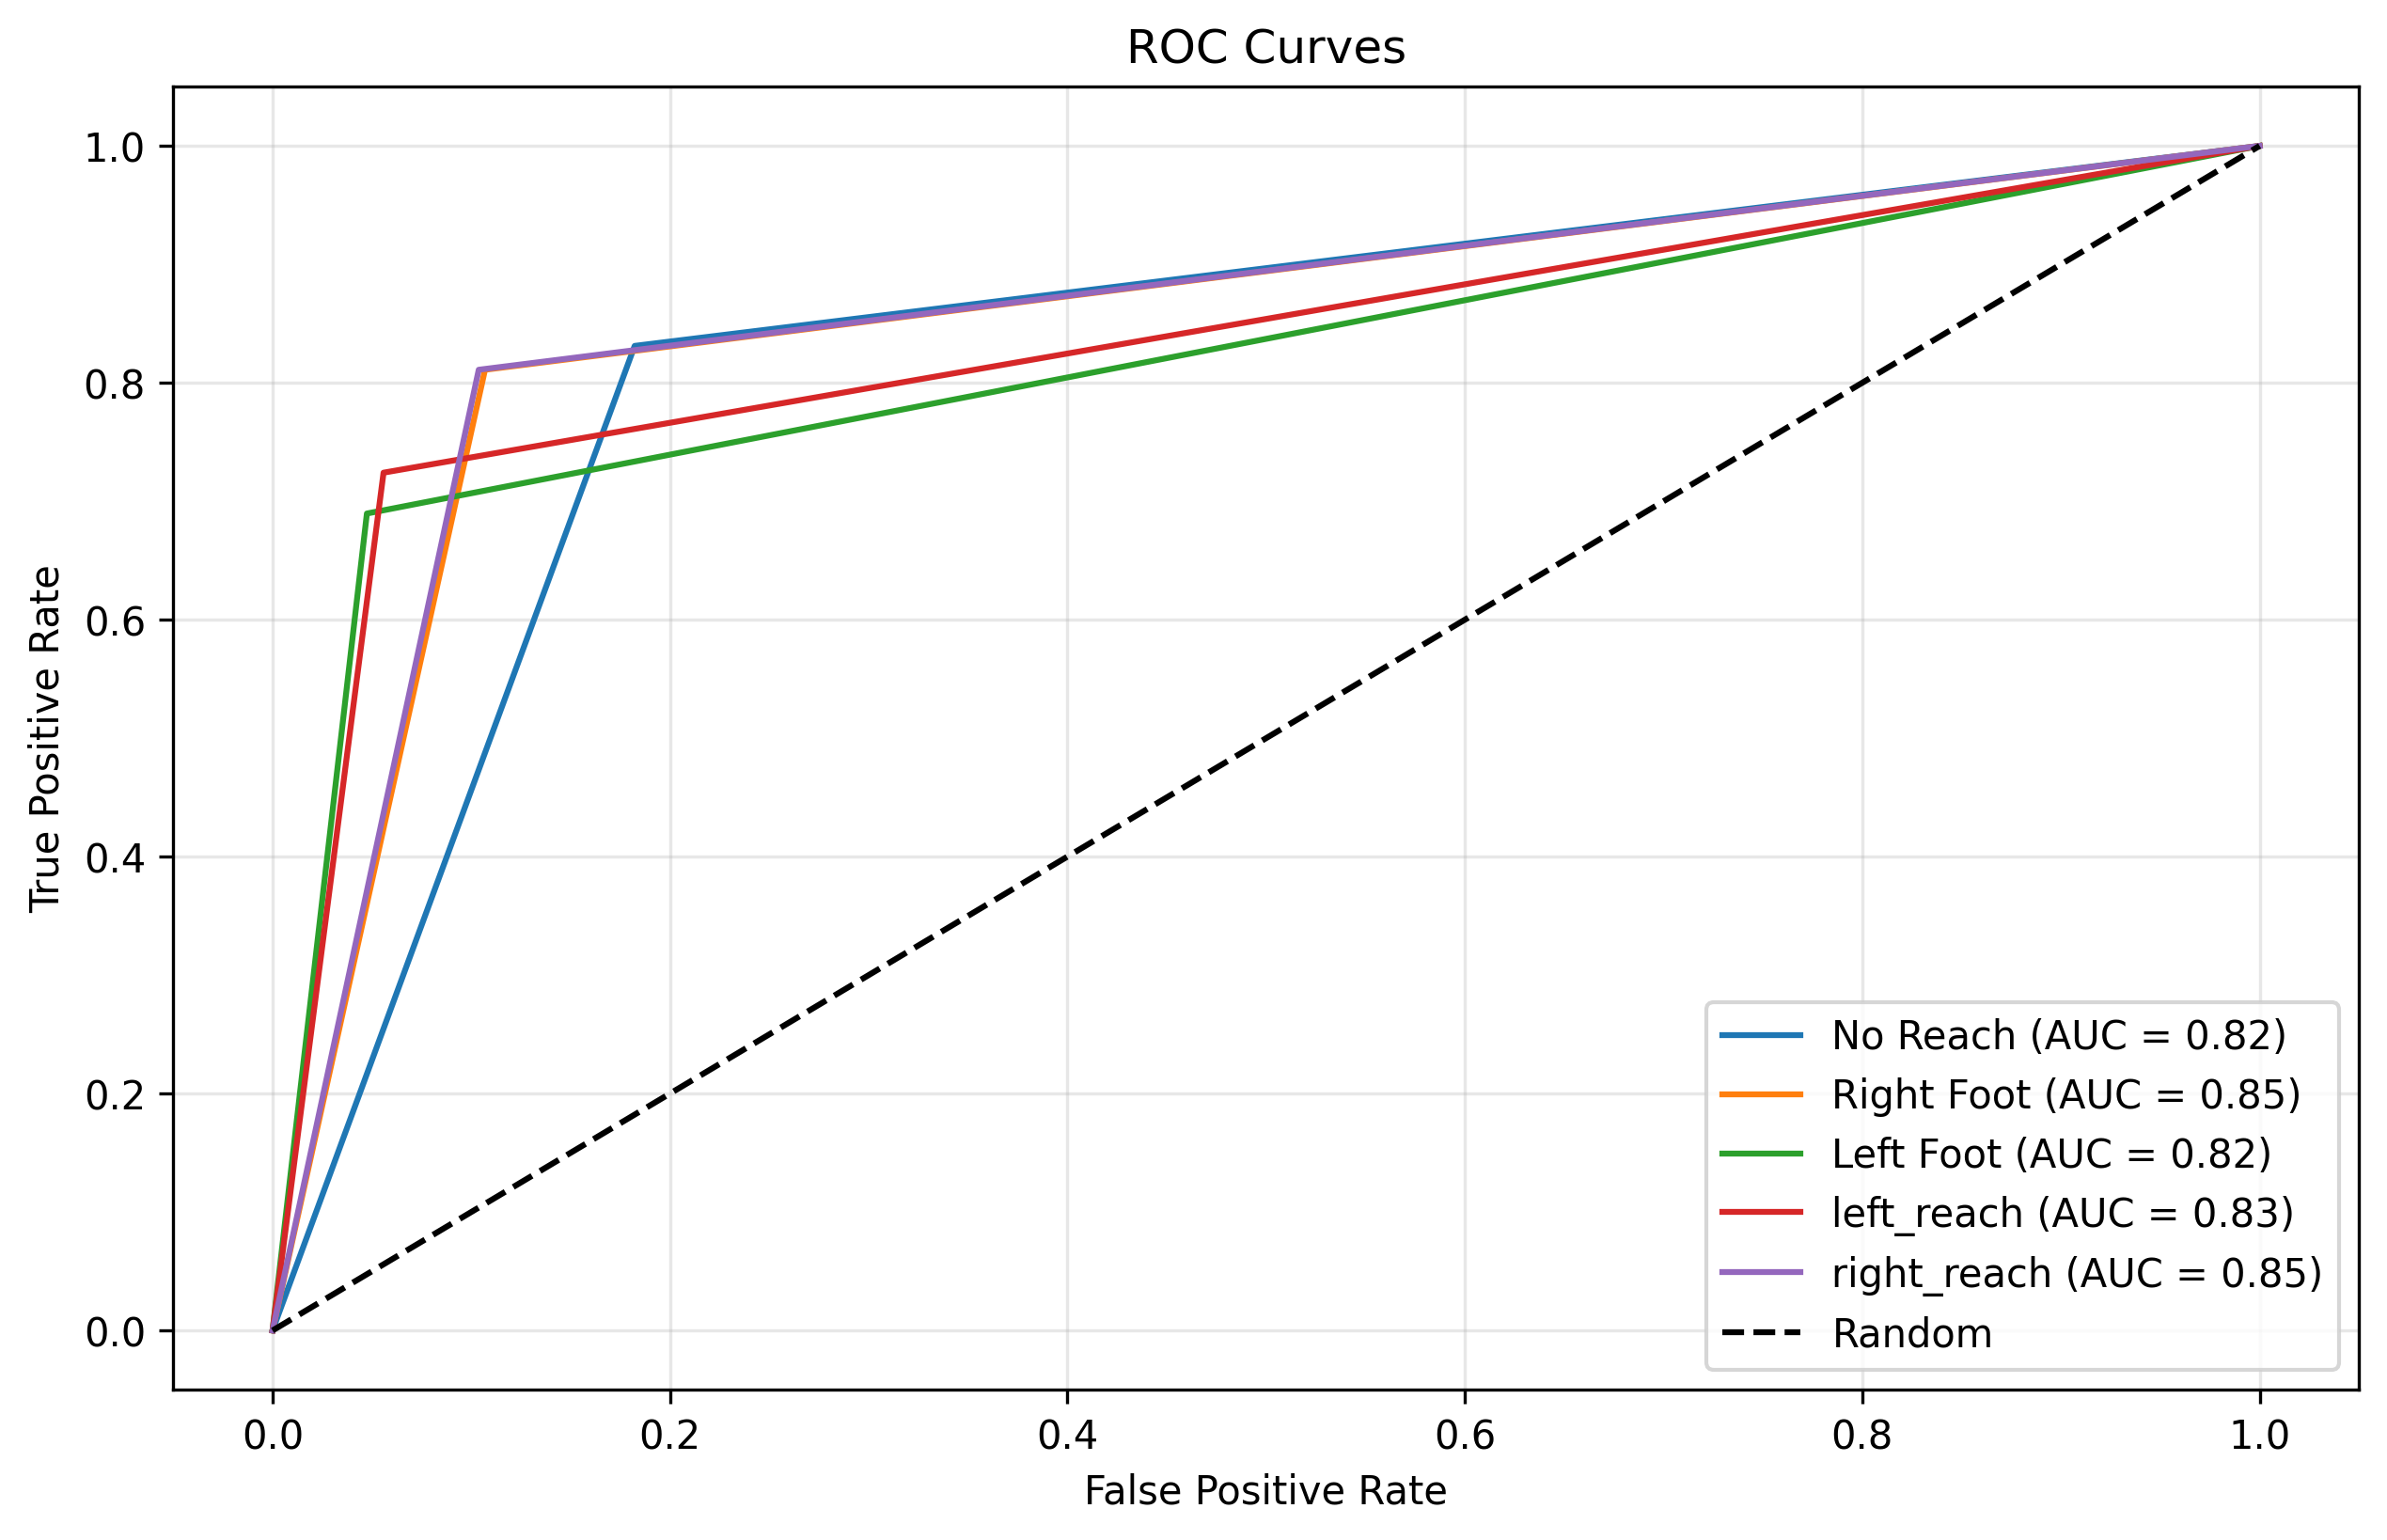 ROC Curves
1.0
0.8
0.6
0.4
0.2
0.0
True Positive Rate
No Reach (AUC = 0.82)
Right Foot (AUC = 0.85)
Left Foot (AUC = 0.82)
left_reach (AUC = 0.83)
right_reach (AUC = 0.85)
Random
0.0 0.2 0.4 0.6 0.8 1.0
False Positive Rate